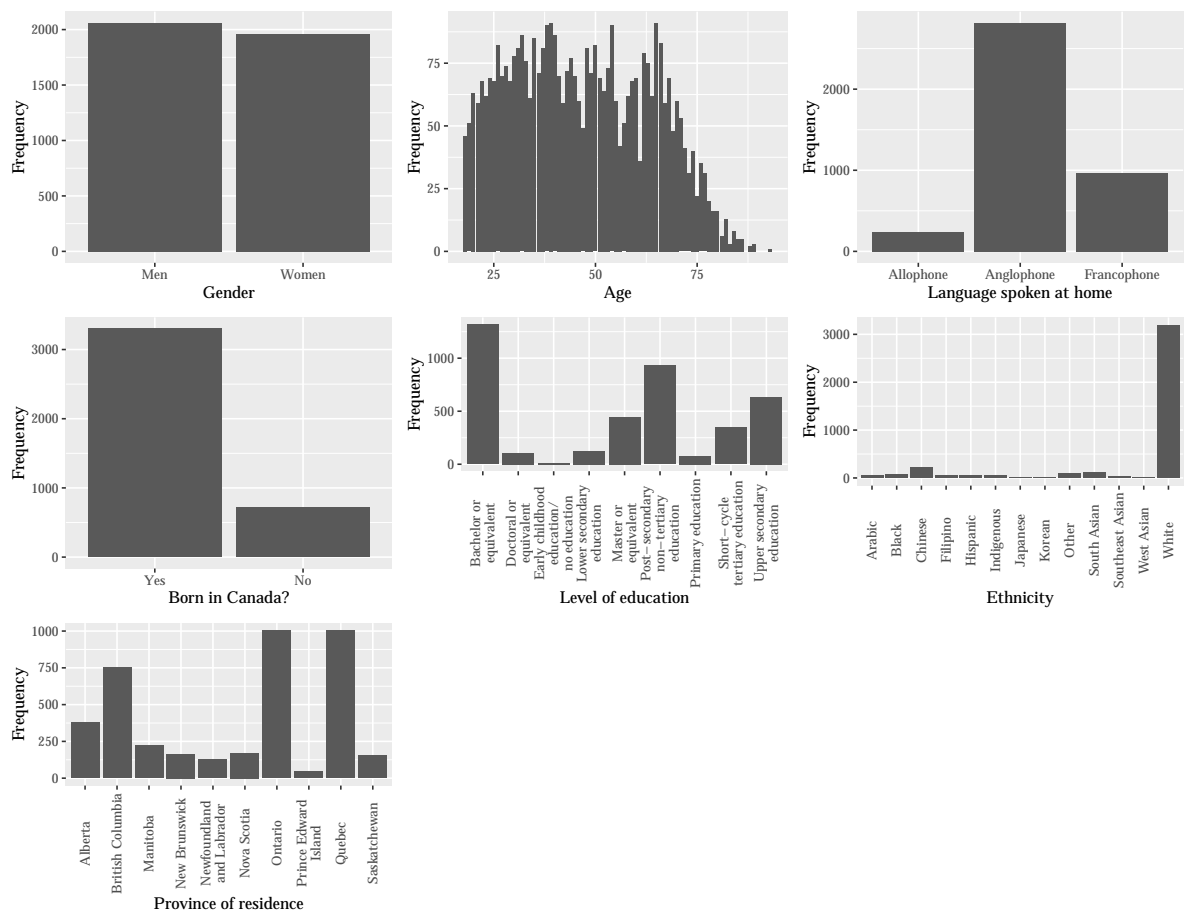 2000
1500
1000
500
0
Frequency
Men
Women
Gender
75
50
25
0
Frequency
25
50
75
Age
2000
1000
0
Frequency
Allophone
Anglophone
Francophone
Language spoken at home
3000
2000
1000
0
Frequency
Yes
No
Born in Canada?
1000
500
0
Frequency
Bachelor or
equivalent
Doctoral or
equivalent
Early childhood
education/
no education
Lower secondary
education
Master or
equivalent
Post−secondary
non−tertiary
education
Primary education
Short−cycle
tertiary education
Upper secondary
education
Level of education
3000
2000
1000
0
Frequency
Arabic
Black
Chinese
Filipino
Hispanic
Indigenous
Japanese
Korean
Other
South Asian
Southeast Asian
West Asian
White
Ethnicity
1000
750
500
250
0
Frequency
Alberta
British Columbia
Manitoba
New Brunswick
Newfoundland
and Labrador
Nova Scotia
Ontario
Prince Edward
Island
Quebec
Saskatchewan
Province of residence